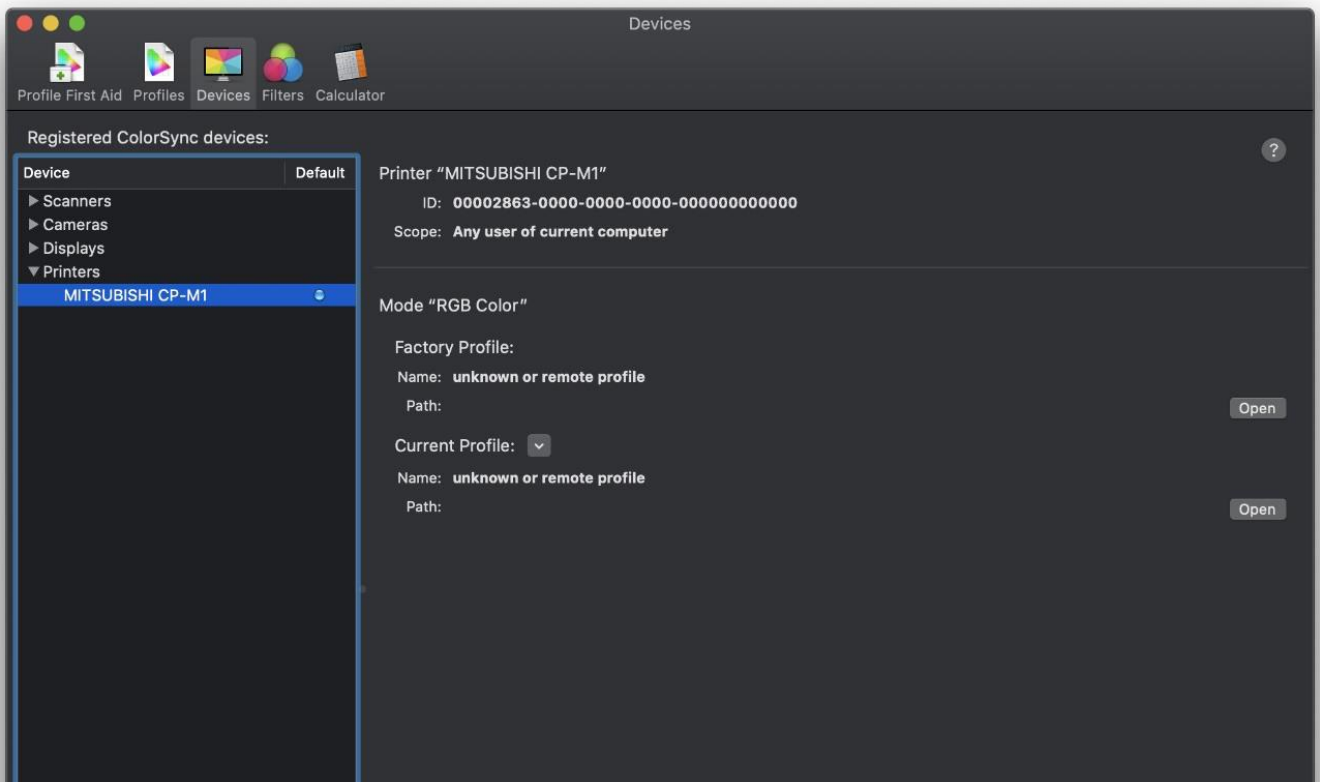 Devices
Profile First Aid Profiles Devices Filters Calculator
Registered ColorSync devices:
?
Device Default
Scanners
Cameras
Displays
Printers
MITSUBISHI CP-M1
Printer “MITSUBISHI CP-M1”
ID: 00002863-0000-0000-0000-000000000000
Scope: Any user of current computer
Mode “RGB Color”
Factory Profile:
Name: unknown or remote profile
Path:
Open
Current Profile:
Name: unknown or remote profile
Path:
Open